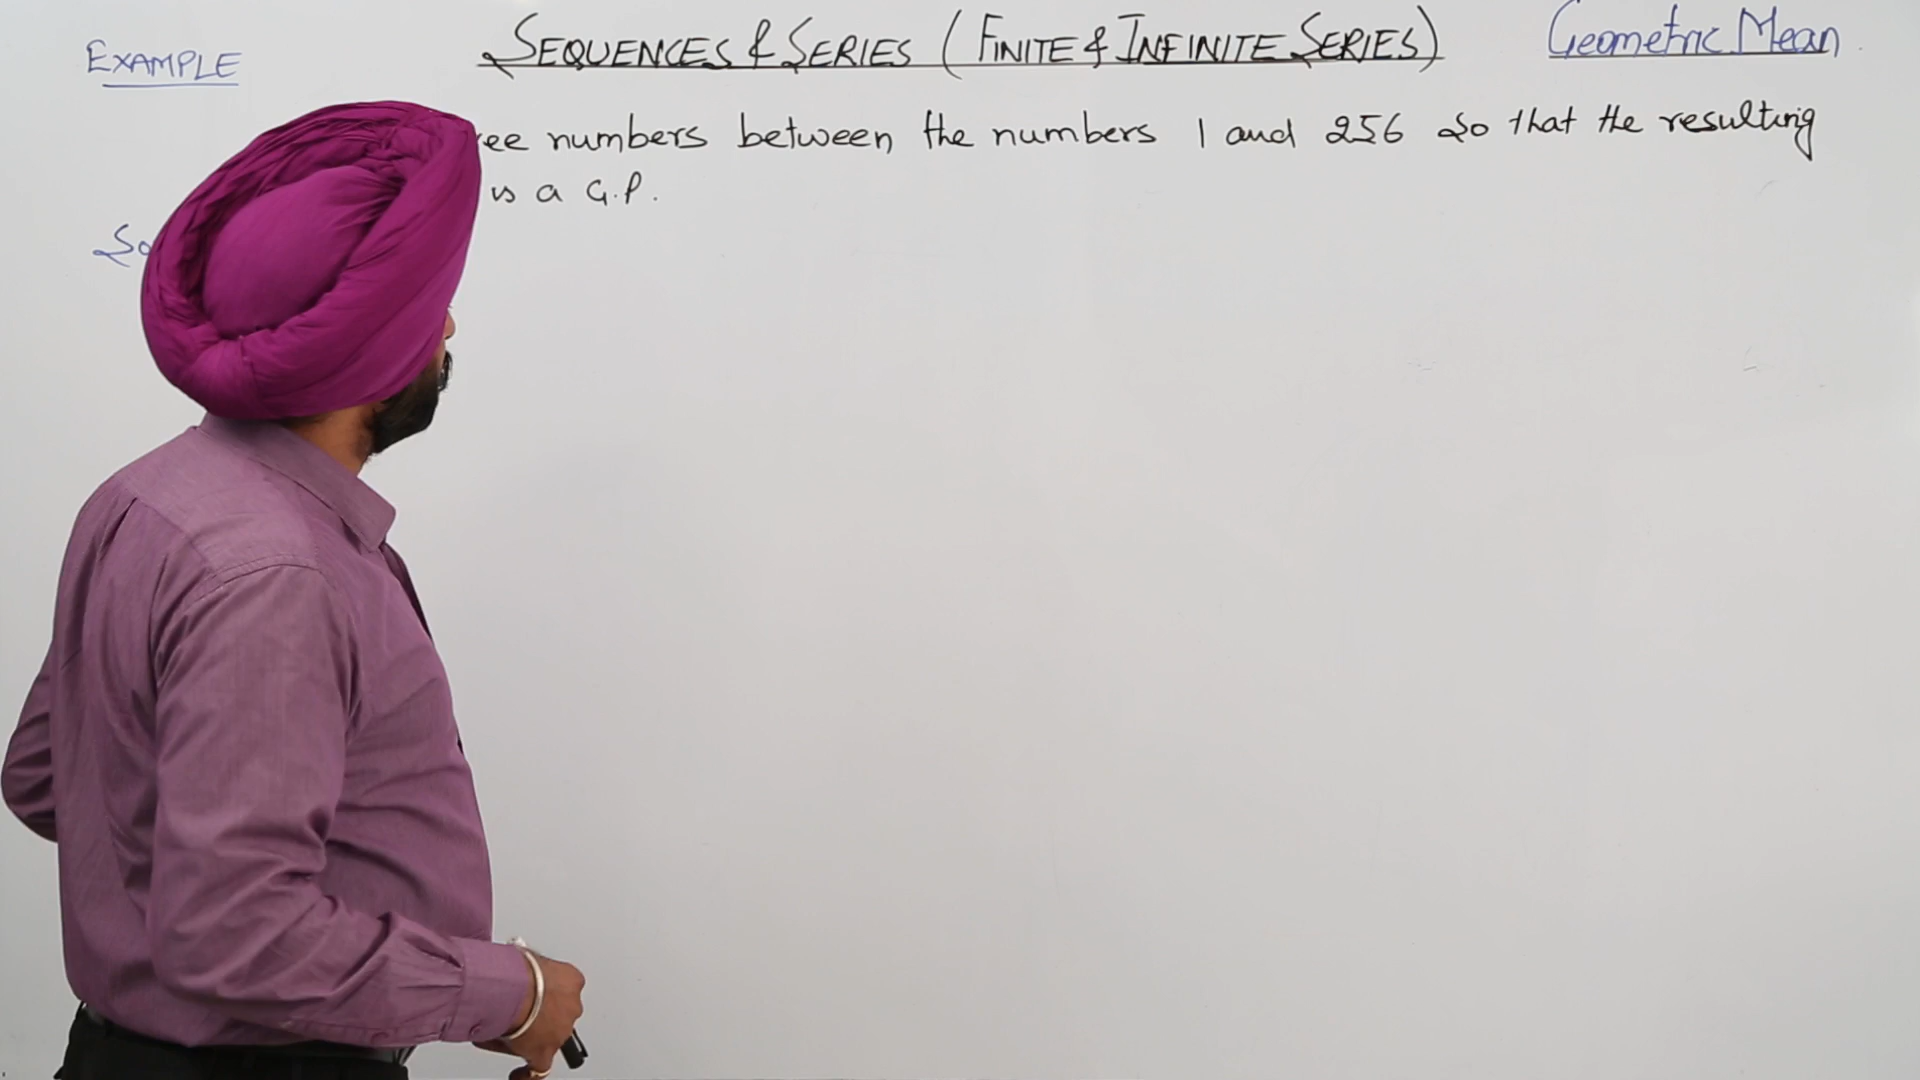 EXAMPLE SEQUENCES & SERIES (FINITE & INFINITE SERIES) Geometric Mean
ee numbers between the numbers 1 and 256 so that the resulting
is a G.P.
So